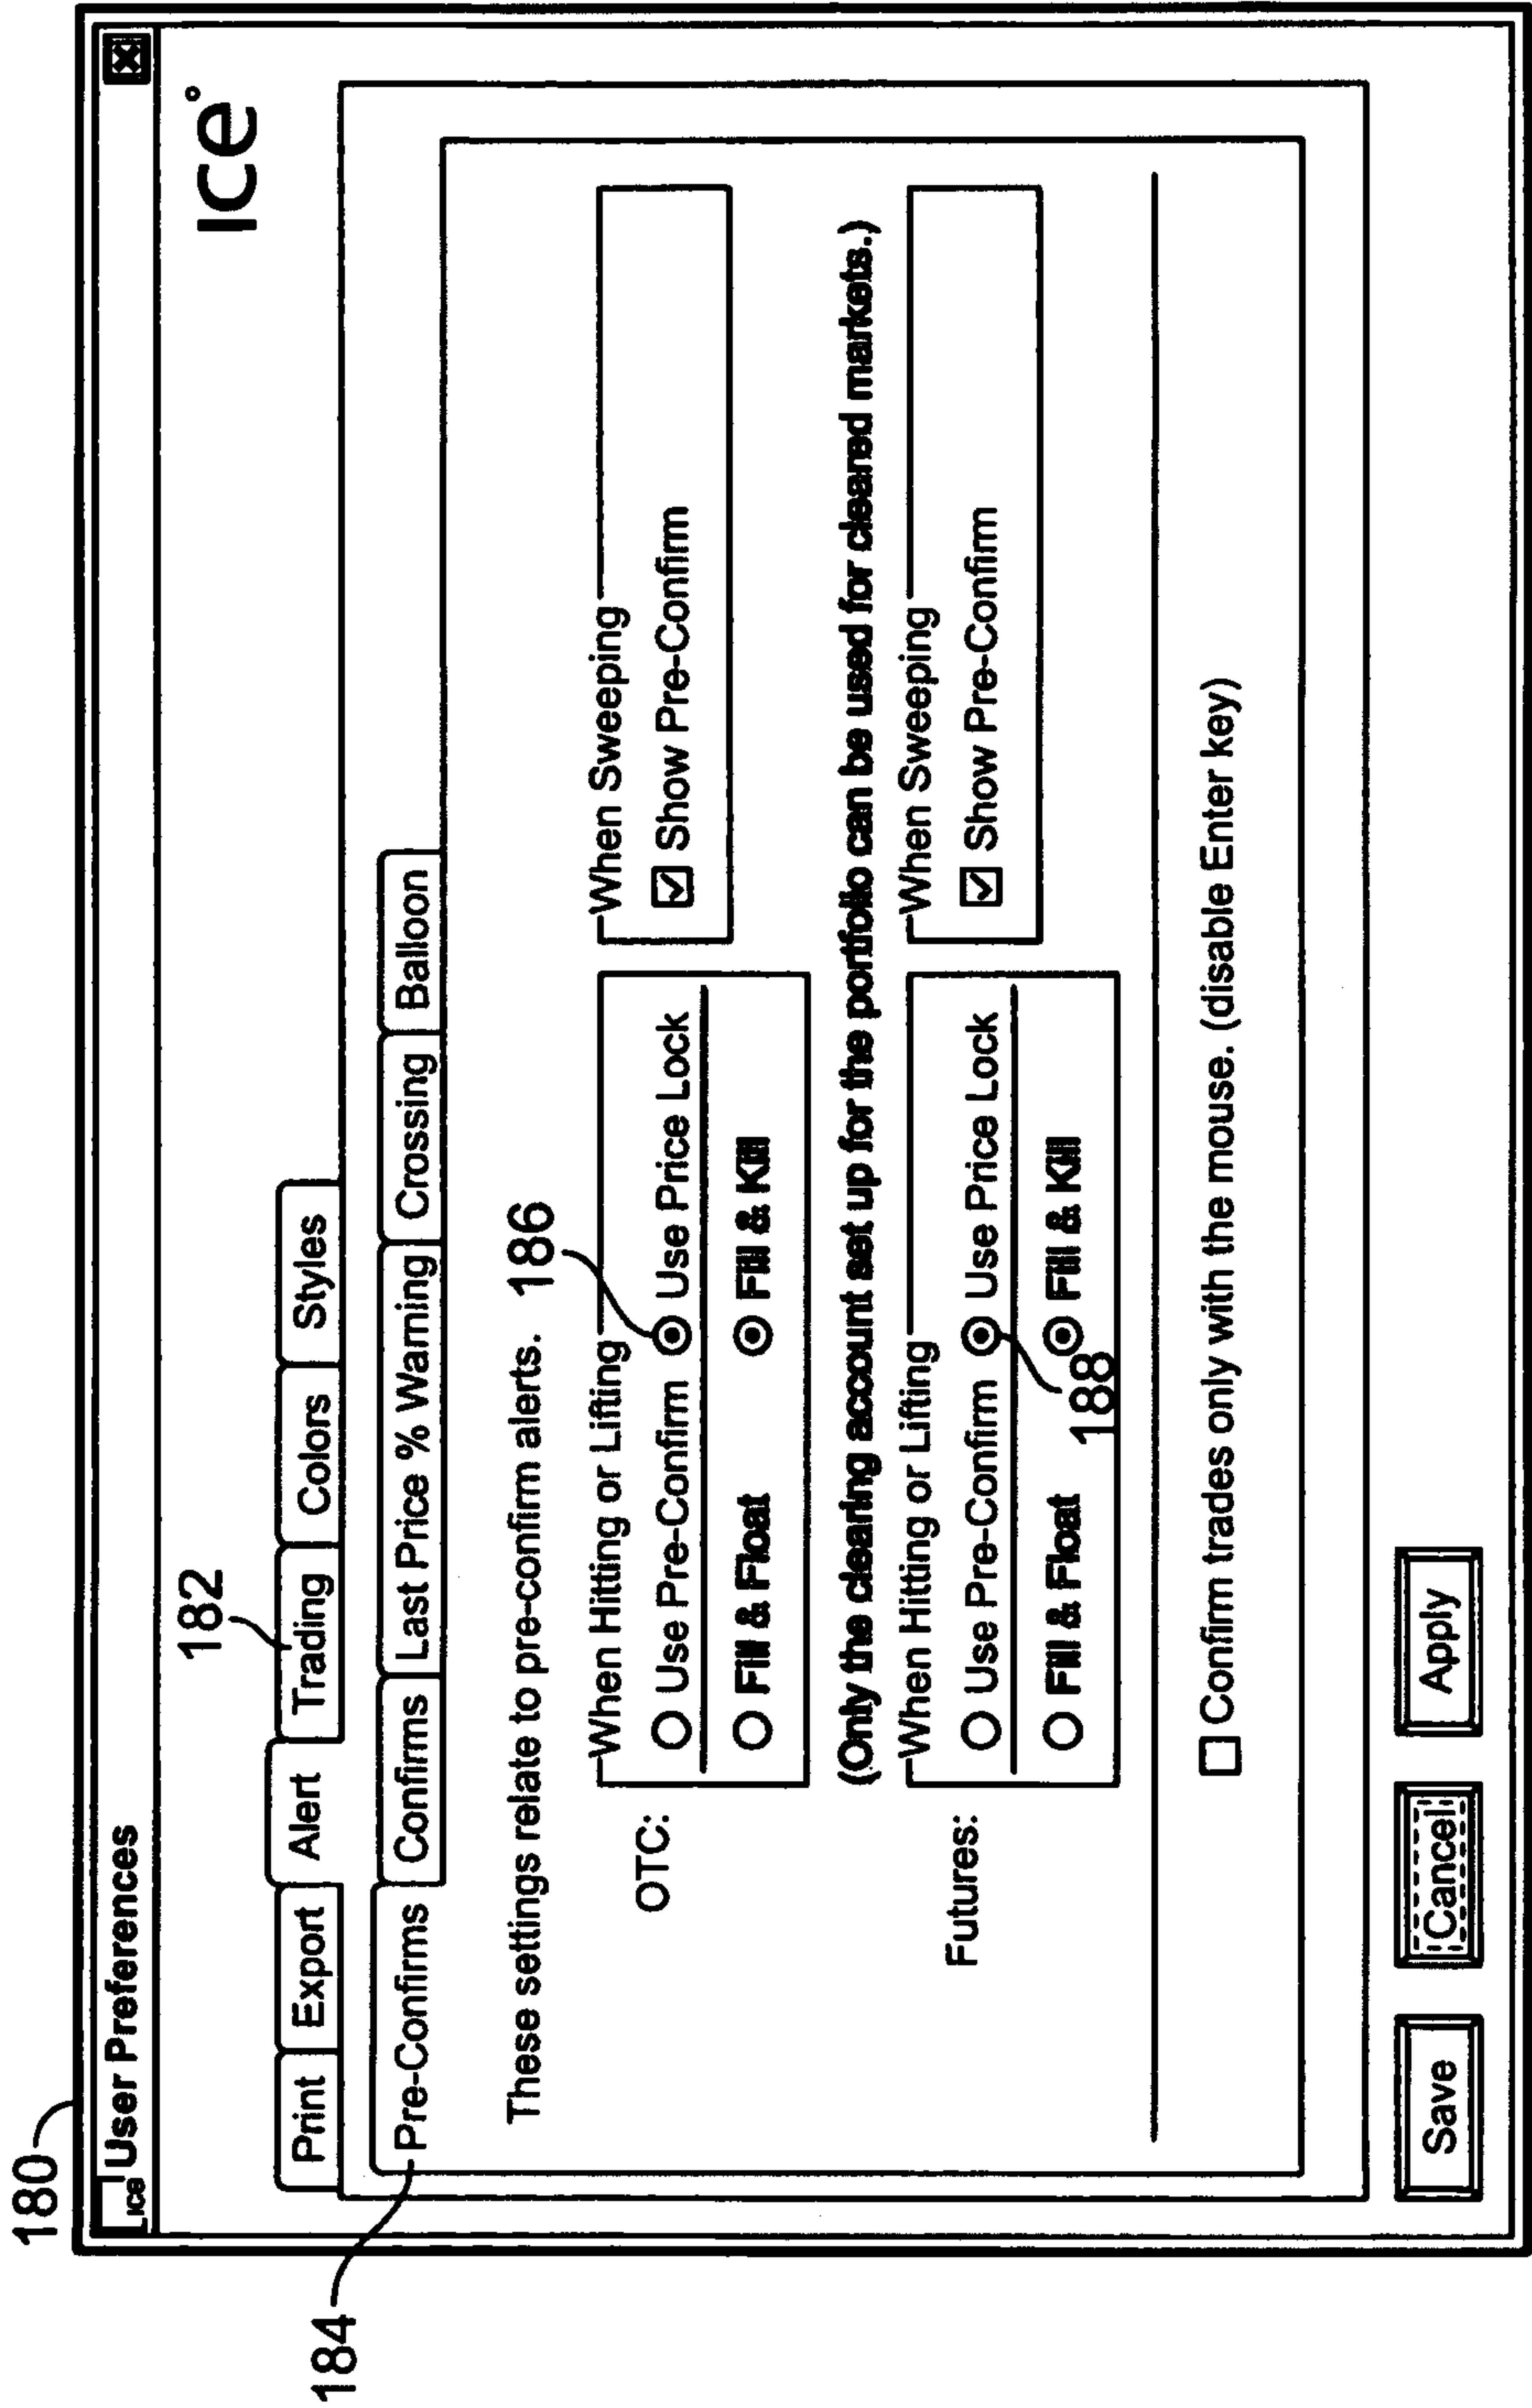 180
ICE User Preferences
ICE
182
Print Export Alert Trading Colors Styles
184
Pre-Confirms Confirms Last Price % Warning Crossing Balloon
These settings relate to pre-confirm alerts. 186
OTC:
When Hitting or Lifting
Use Pre-Confirm Use Price Lock
Fill & Float Fill & Kill
When Sweeping
Show Pre-Confirm
(Only the clearing account set up for the portfolio can be used for cleared markets.)
Futures:
When Hitting or Lifting
Use Pre-Confirm Use Price Lock
188
Fill & Float Fill & Kill
When Sweeping
Show Pre-Confirm
Confirm trades only with the mouse. (disable Enter key)
Save Cancel Apply